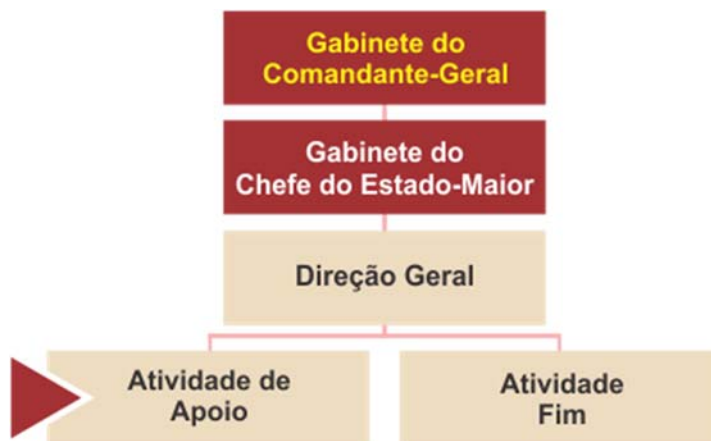 Gabinete do
Comandante-Geral
Gabinete do
Chefe do Estado-Maior
Direção Geral
Atividade de
Apoio
Atividade
Fim